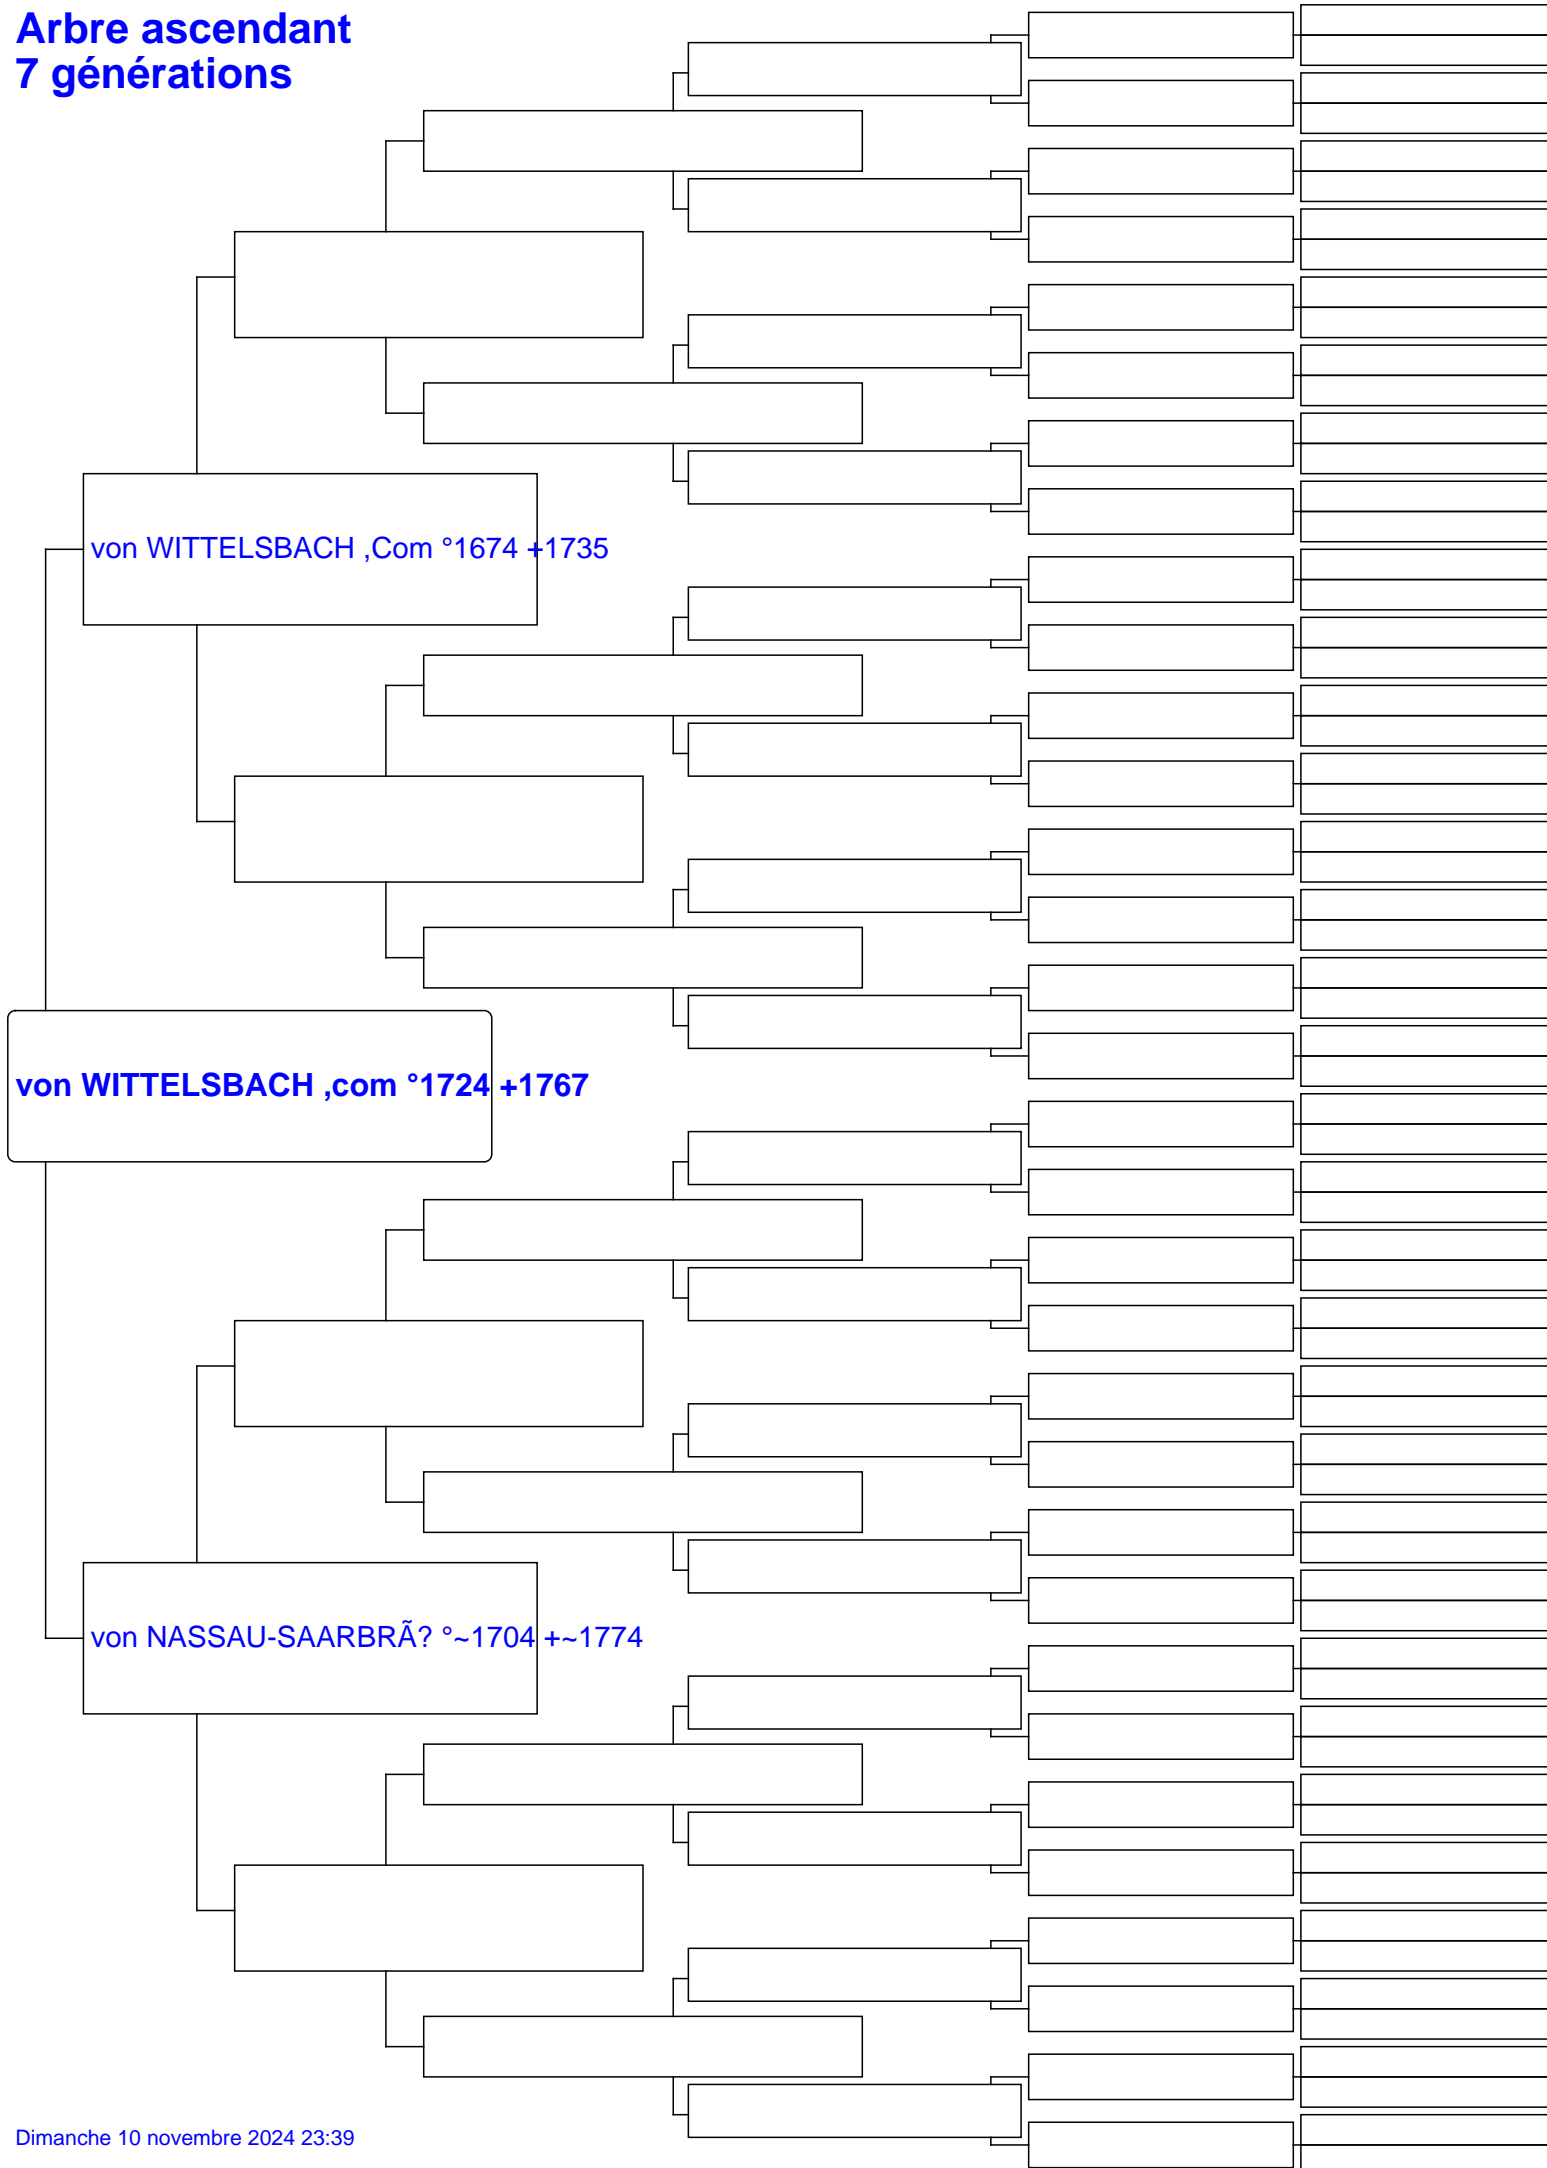 Arbre ascendant
7 générations
von WITTELSBACH ,Com °1674 +1735
von WITTELSBACH ,com °1724 +1767
von NASSAU-SAARBRÃ? °~1704 +~1774
Dimanche 10 novembre 2024 23:39